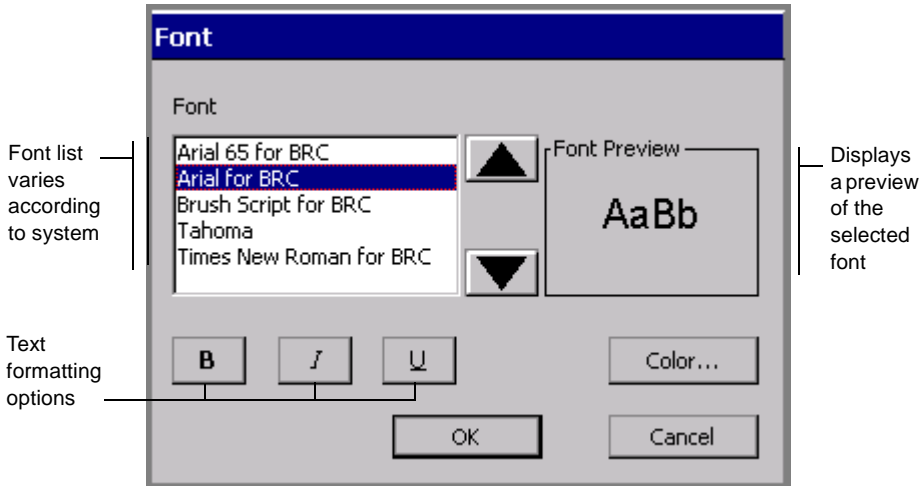 Font
Font
Font list
varies
according
to system
Arial 65 for BRC
Arial for BRC
Brush Script for BRC
Tahoma
Times New Roman for BRC
Font Preview
AaBb
Displays
a preview
of the
selected
font
Text
formatting
options
B
I
U
Color...
OK
Cancel